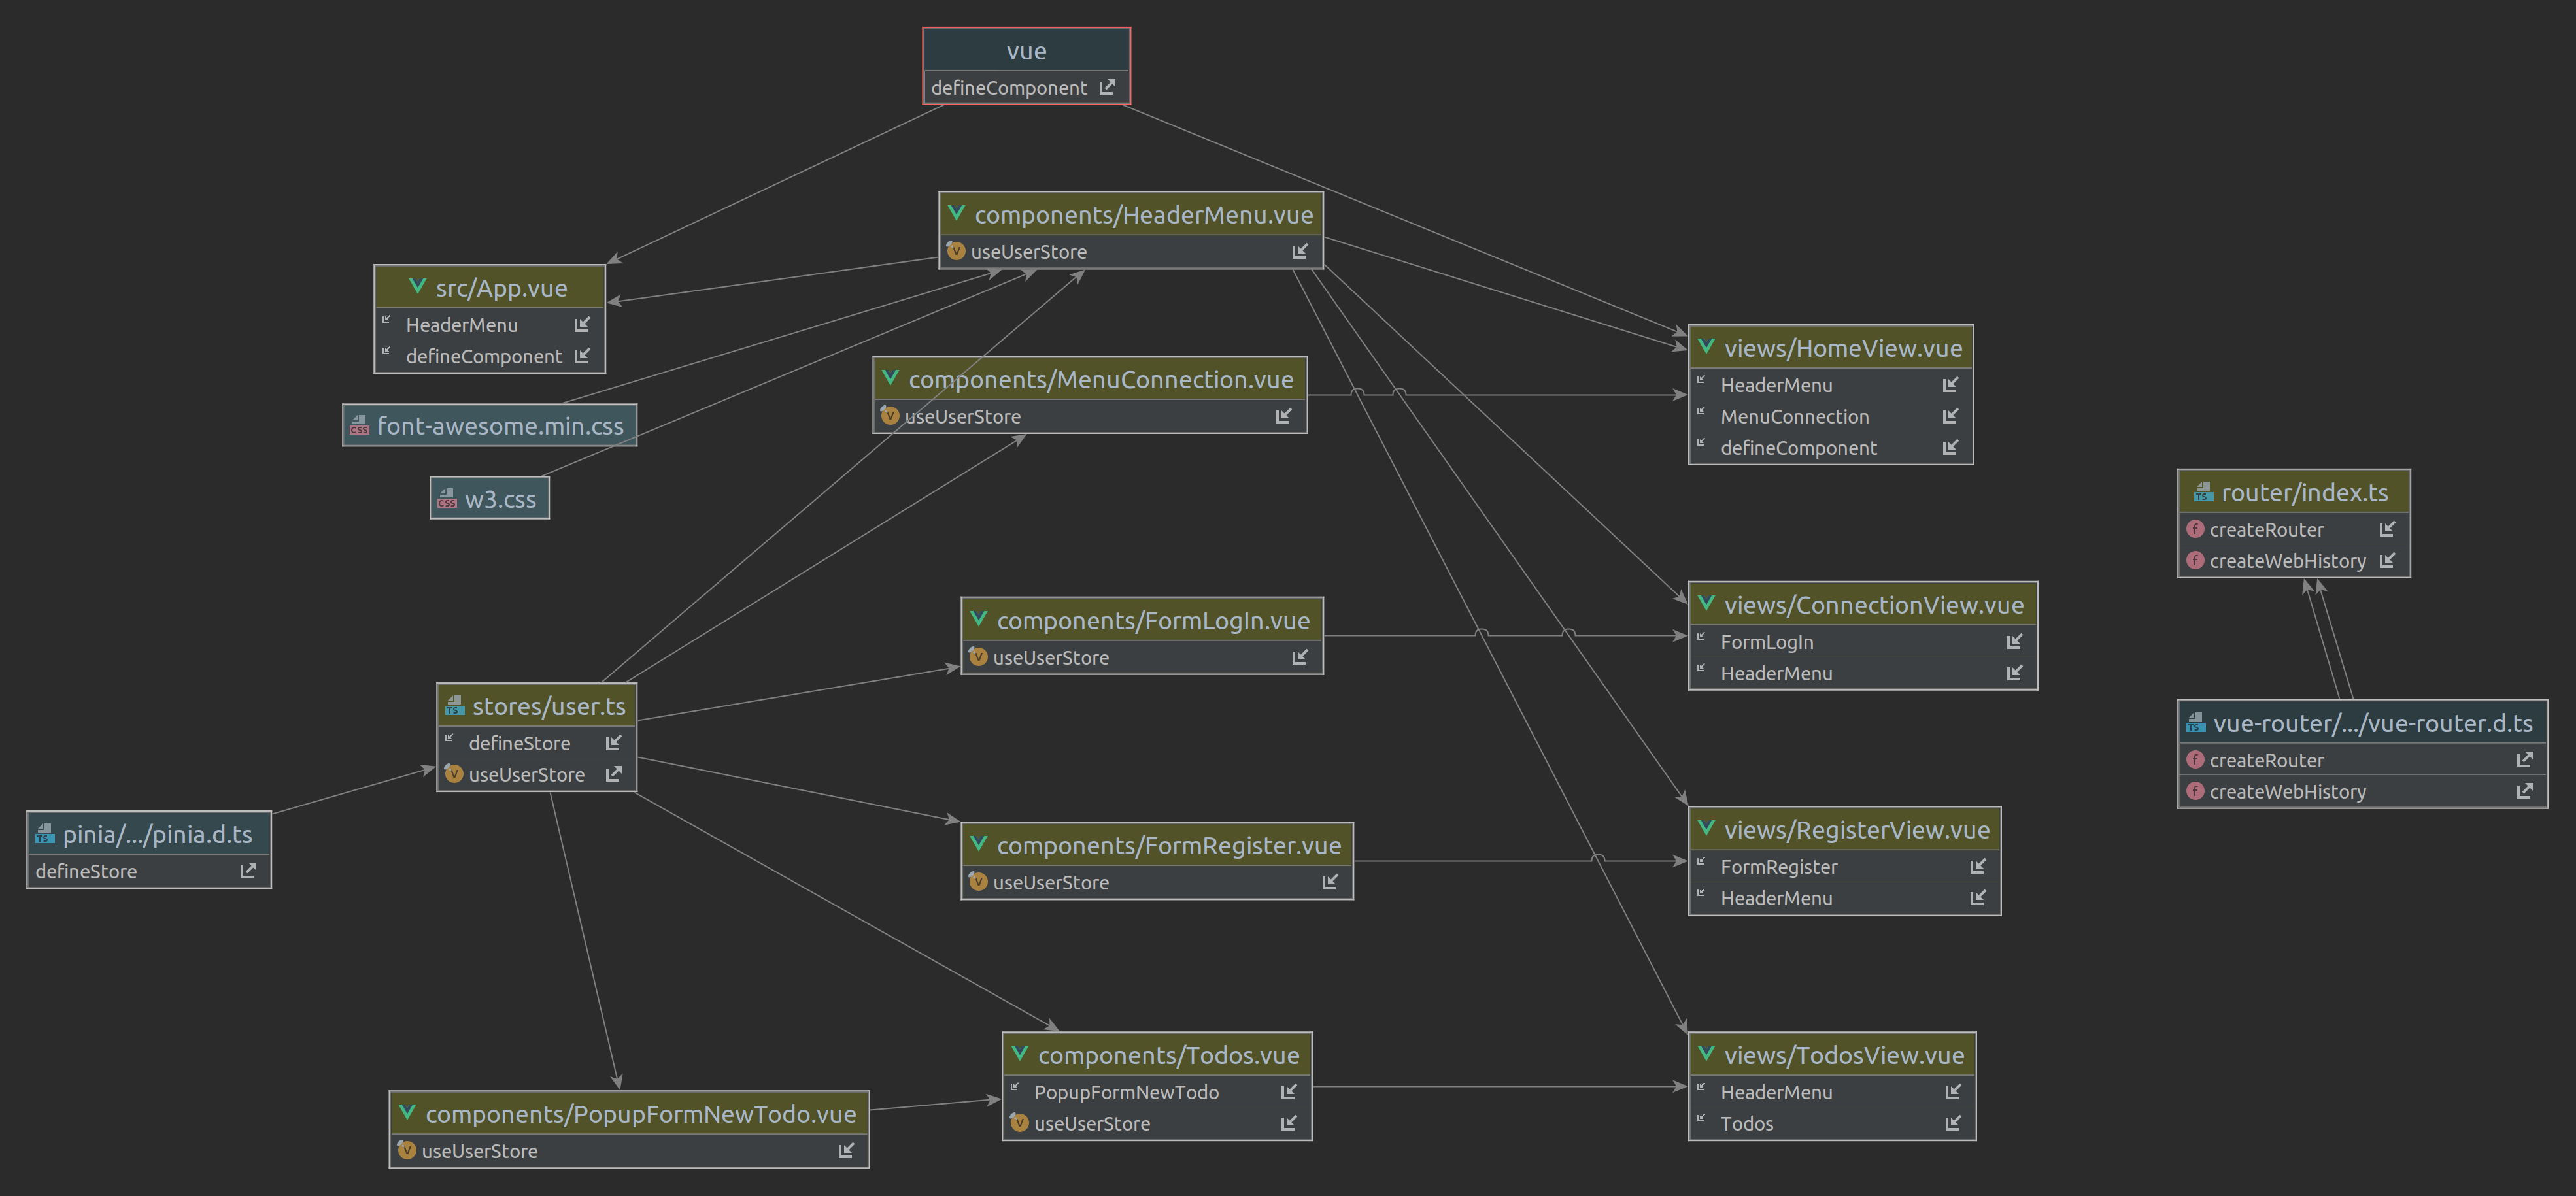 vue
defineComponent
components/HeaderMenu.vue
useUserStore
src/App.vue
HeaderMenu
defineComponent
font-awesome.min.css
w3.css
components/MenuConnection.vue
useUserStore
views/HomeView.vue
HeaderMenu
MenuConnection
defineComponent
router/index.ts
createRouter
createWebHistory
components/FormLogIn.vue
useUserStore
views/ConnectionView.vue
FormLogIn
HeaderMenu
stores/user.ts
defineStore
useUserStore
vue-router/.../vue-router.d.ts
createRouter
createWebHistory
pinia/.../pinia.d.ts
defineStore
components/FormRegister.vue
useUserStore
views/RegisterView.vue
FormRegister
HeaderMenu
components/PopupFormNewTodo.vue
useUserStore
components/Todos.vue
PopupFormNewTodo
useUserStore
views/TodosView.vue
HeaderMenu
Todos